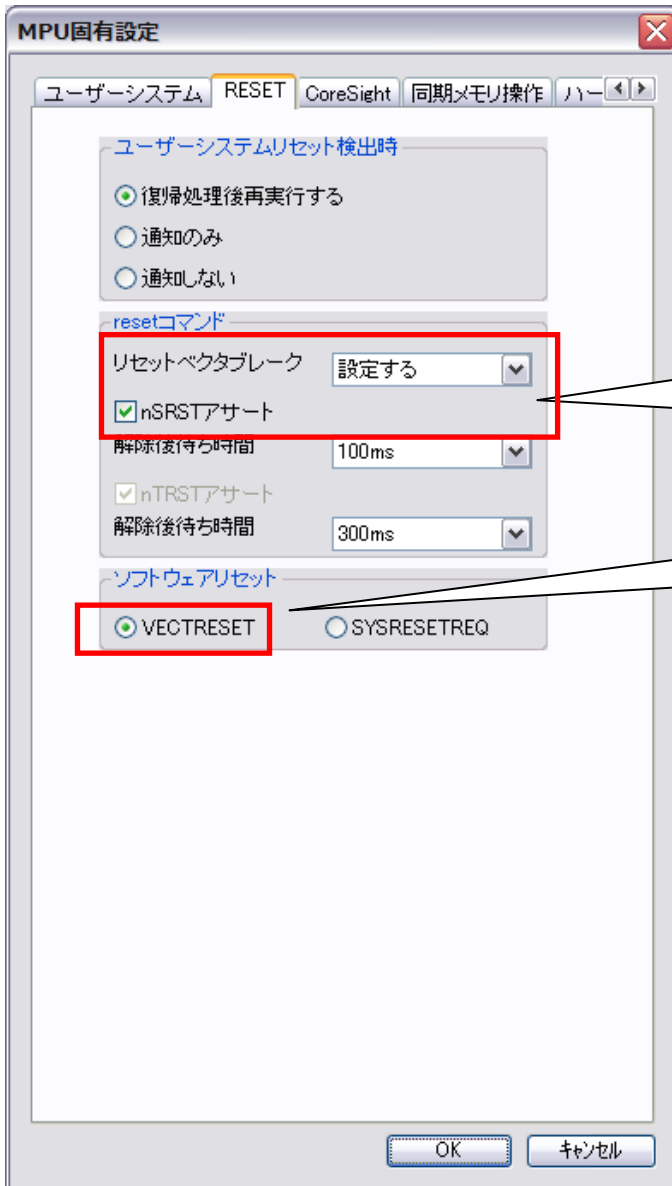 MPU固有設定
ユーザーシステム RESET CoreSight 同期メモリ操作 ハー
ユーザーシステムリセット検出時
復帰処理後再実行する
通知のみ
通知しない
resetコマンド
リセットベクタブレーク 設定する
nSRSTアサート
解除後待ち時間 100ms
nTRSTアサート
解除後待ち時間 300ms
ソフトウェアリセット
VECTRESET SYSRESETREQ
OK キャンセル